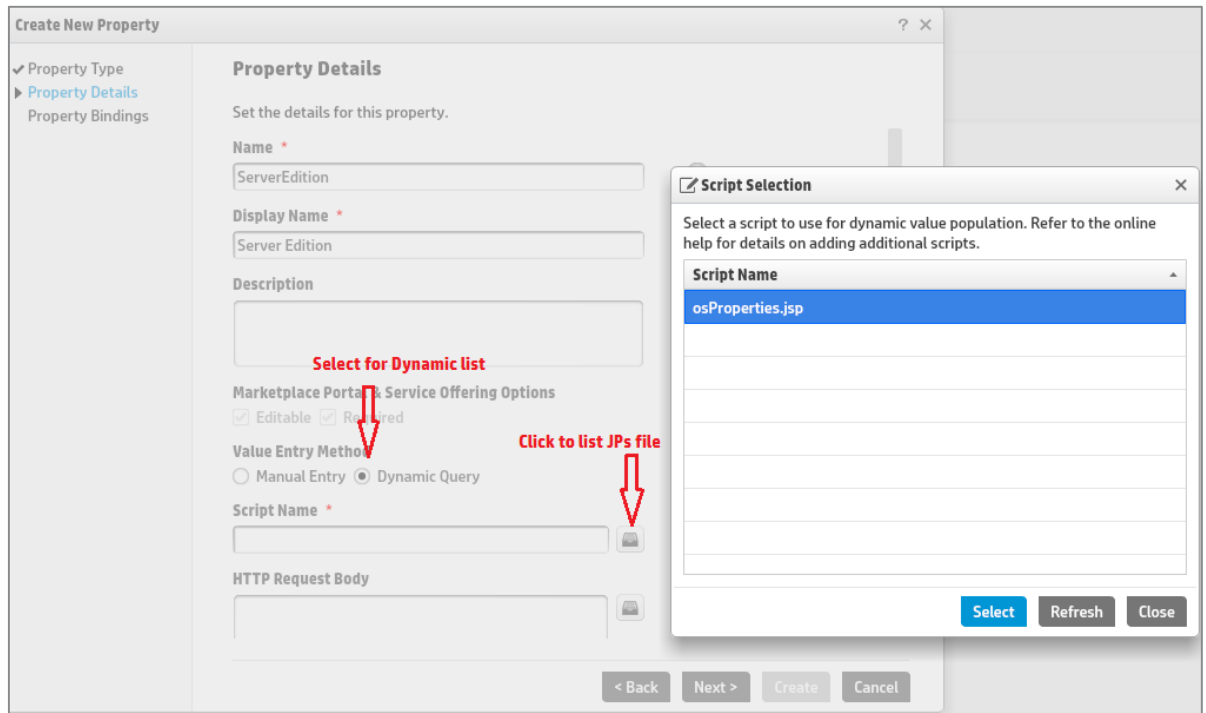 Create New Property
?
Property Type
Property Details
Property Bindings
Property Details
Set the details for this property.
Name *
ServerEdition
Display Name *
Server Edition
Description
Select for Dynamic list
Marketplace Portal & Service Offering Options
Editable Required
Value Entry Method
Click to list JPs file
Manual Entry Dynamic Query
Script Name *
HTTP Request Body
< Back Next > Create Cancel
Script Selection
Select a script to use for dynamic value population. Refer to the online
help for details on adding additional scripts.
Script Name
osProperties.jsp
Select Refresh Close